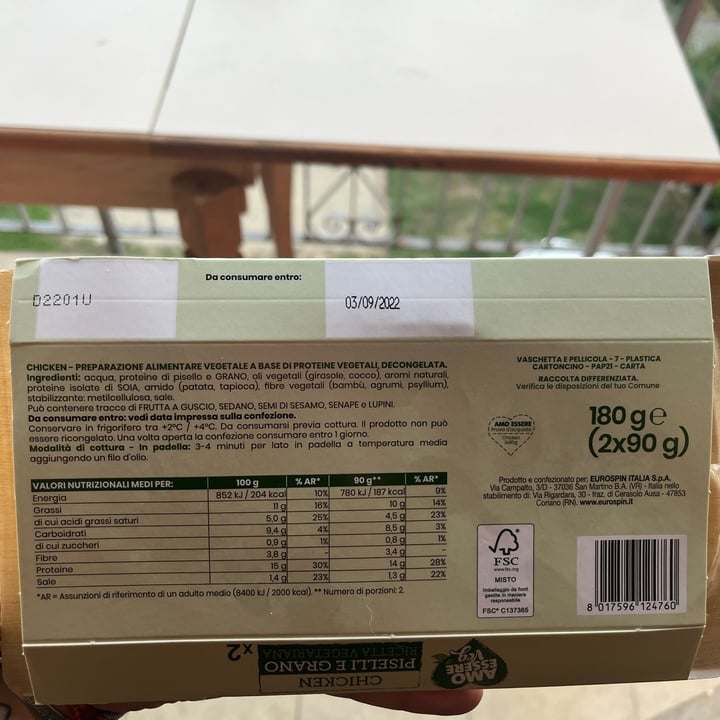 Da consumare entro:
D2201U
03/09/2022
CHICKEN - PREPARAZIONE ALIMENTARE VEGETALE A BASE DI PROTEINE VEGETALI, DECONGELATA.
Ingredienti: acqua, proteine di pisello e GRANO, oli vegetali (girasole, cocco), aromi naturali,
proteine isolate di SOIA, amido (patata, tapioca), fibre vegetali (bambù, agrumi, psyllium),
stabilizzante: metilcellulosa, sale.
Può contenere tracce di FRUTTA A GUSCIO, SEDANO, SEMI DI SESAMO, SENAPE e LUPINI.
Da consumare entro: vedi data impressa sulla confezione.
Conservare in frigorifero tra +2°C / +4°C. Da consumarsi previa cottura. Il prodotto non può
essere ricongelato. Una volta aperta la confezione consumare entro 1 giorno.
Modalità di cottura - In padella: 3-4 minuti per lato in padella a temperatura media
aggiungendo un filo d'olio.
VALORI NUTRIZIONALI MEDI PER: 100 g % AR* 90 g** % AR*
Energia 852 kJ / 204 kcal 10% 780 kJ / 187 kcal 9%
Grassi 11 g 16% 10 g 14%
di cui acidi grassi saturi 5,0 g 25% 4,5 g 23%
Carboidrati 9,4 g 4% 8,5 g 3%
di cui zuccheri 0,9 g 1% 0,8 g 1%
Fibre 3,8 g - 3,4 g -
Proteine 15 g 30% 14 g 28%
Sale 1,4 g 23% 1,3 g 22%
*AR = Assunzioni di riferimento di un adulto medio (8400 kJ / 2000 kcal). ** Numero di porzioni: 2.
VASCHETTA E PELLICOLA - 7 - PLASTICA
CARTONCINO - PAP21 - CARTA
RACCOLTA DIFFERENZIATA.
Verifica le disposizioni del tuo Comune
AMO ESSERE
Chicken
2x90g
180 g e
(2x90 g)
Prodotto e confezionato per: EUROSPIN ITALIA S.p.A.
Via Campalto, 3/D - 37036 San Martino B.A. (VR) - Italia nello
stabilimento di: Via Rigardara, 30 - fraz. di Cerasolo Ausa - 47853
Coriano (RN). www.eurospin.it
FSC
www.fsc.org
MISTO
Imballaggio da fonti
gestite in maniera
responsabile
FSC® C137365
8 017596 124760
CHICKEN
PISELLI E GRANO
RICETTA VEGETARIANA
x 2
AMO
ESSERE
Veg